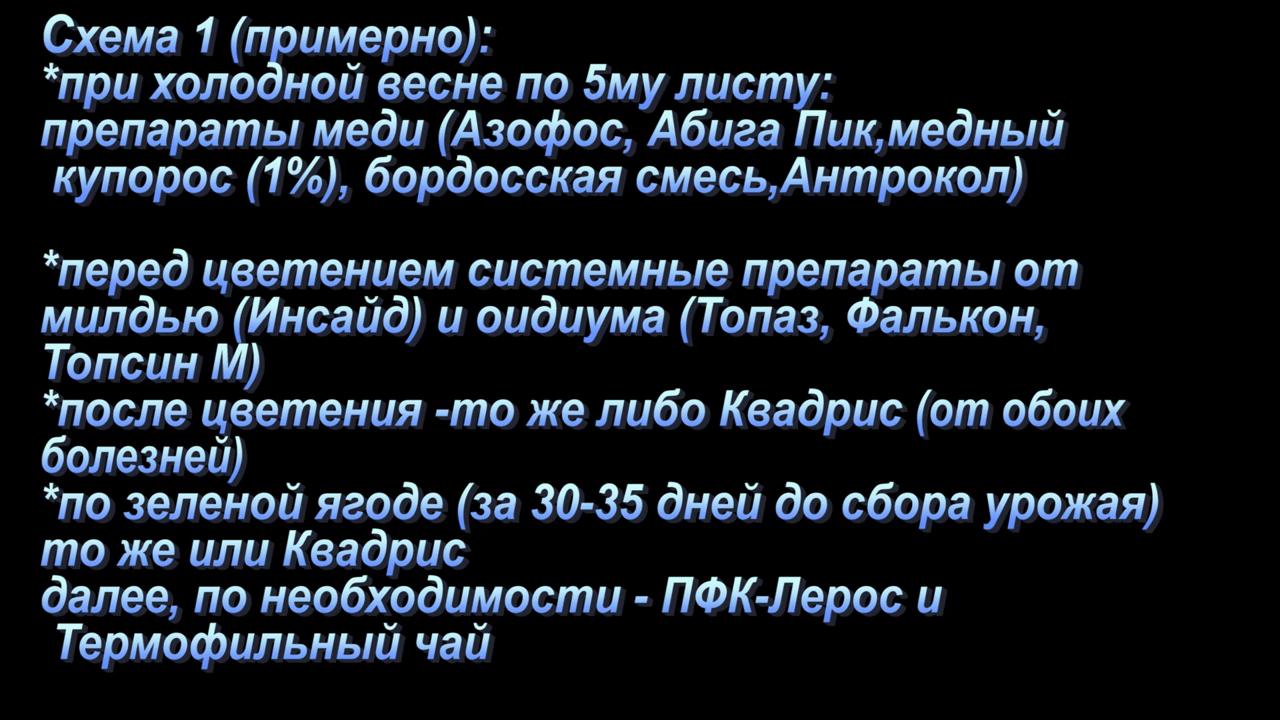 Схема 1 (примерно):
*при холодной весне по 5му листу:
препараты меди (Азофос, Абига Пик,медный
купорос (1%), бордосская смесь,Антрокол)
*перед цветением системные препараты от
милдью (Инсайд) и оидиума (Топаз, Фалькон,
Топсин М)
*после цветения -то же либо Квадрис (от обоих
болезней)
*по зеленой ягоде (за 30-35 дней до сбора урожая)
то же или Квадрис
далее, по необходимости - ПФК-Лерос и
Термофильный чай